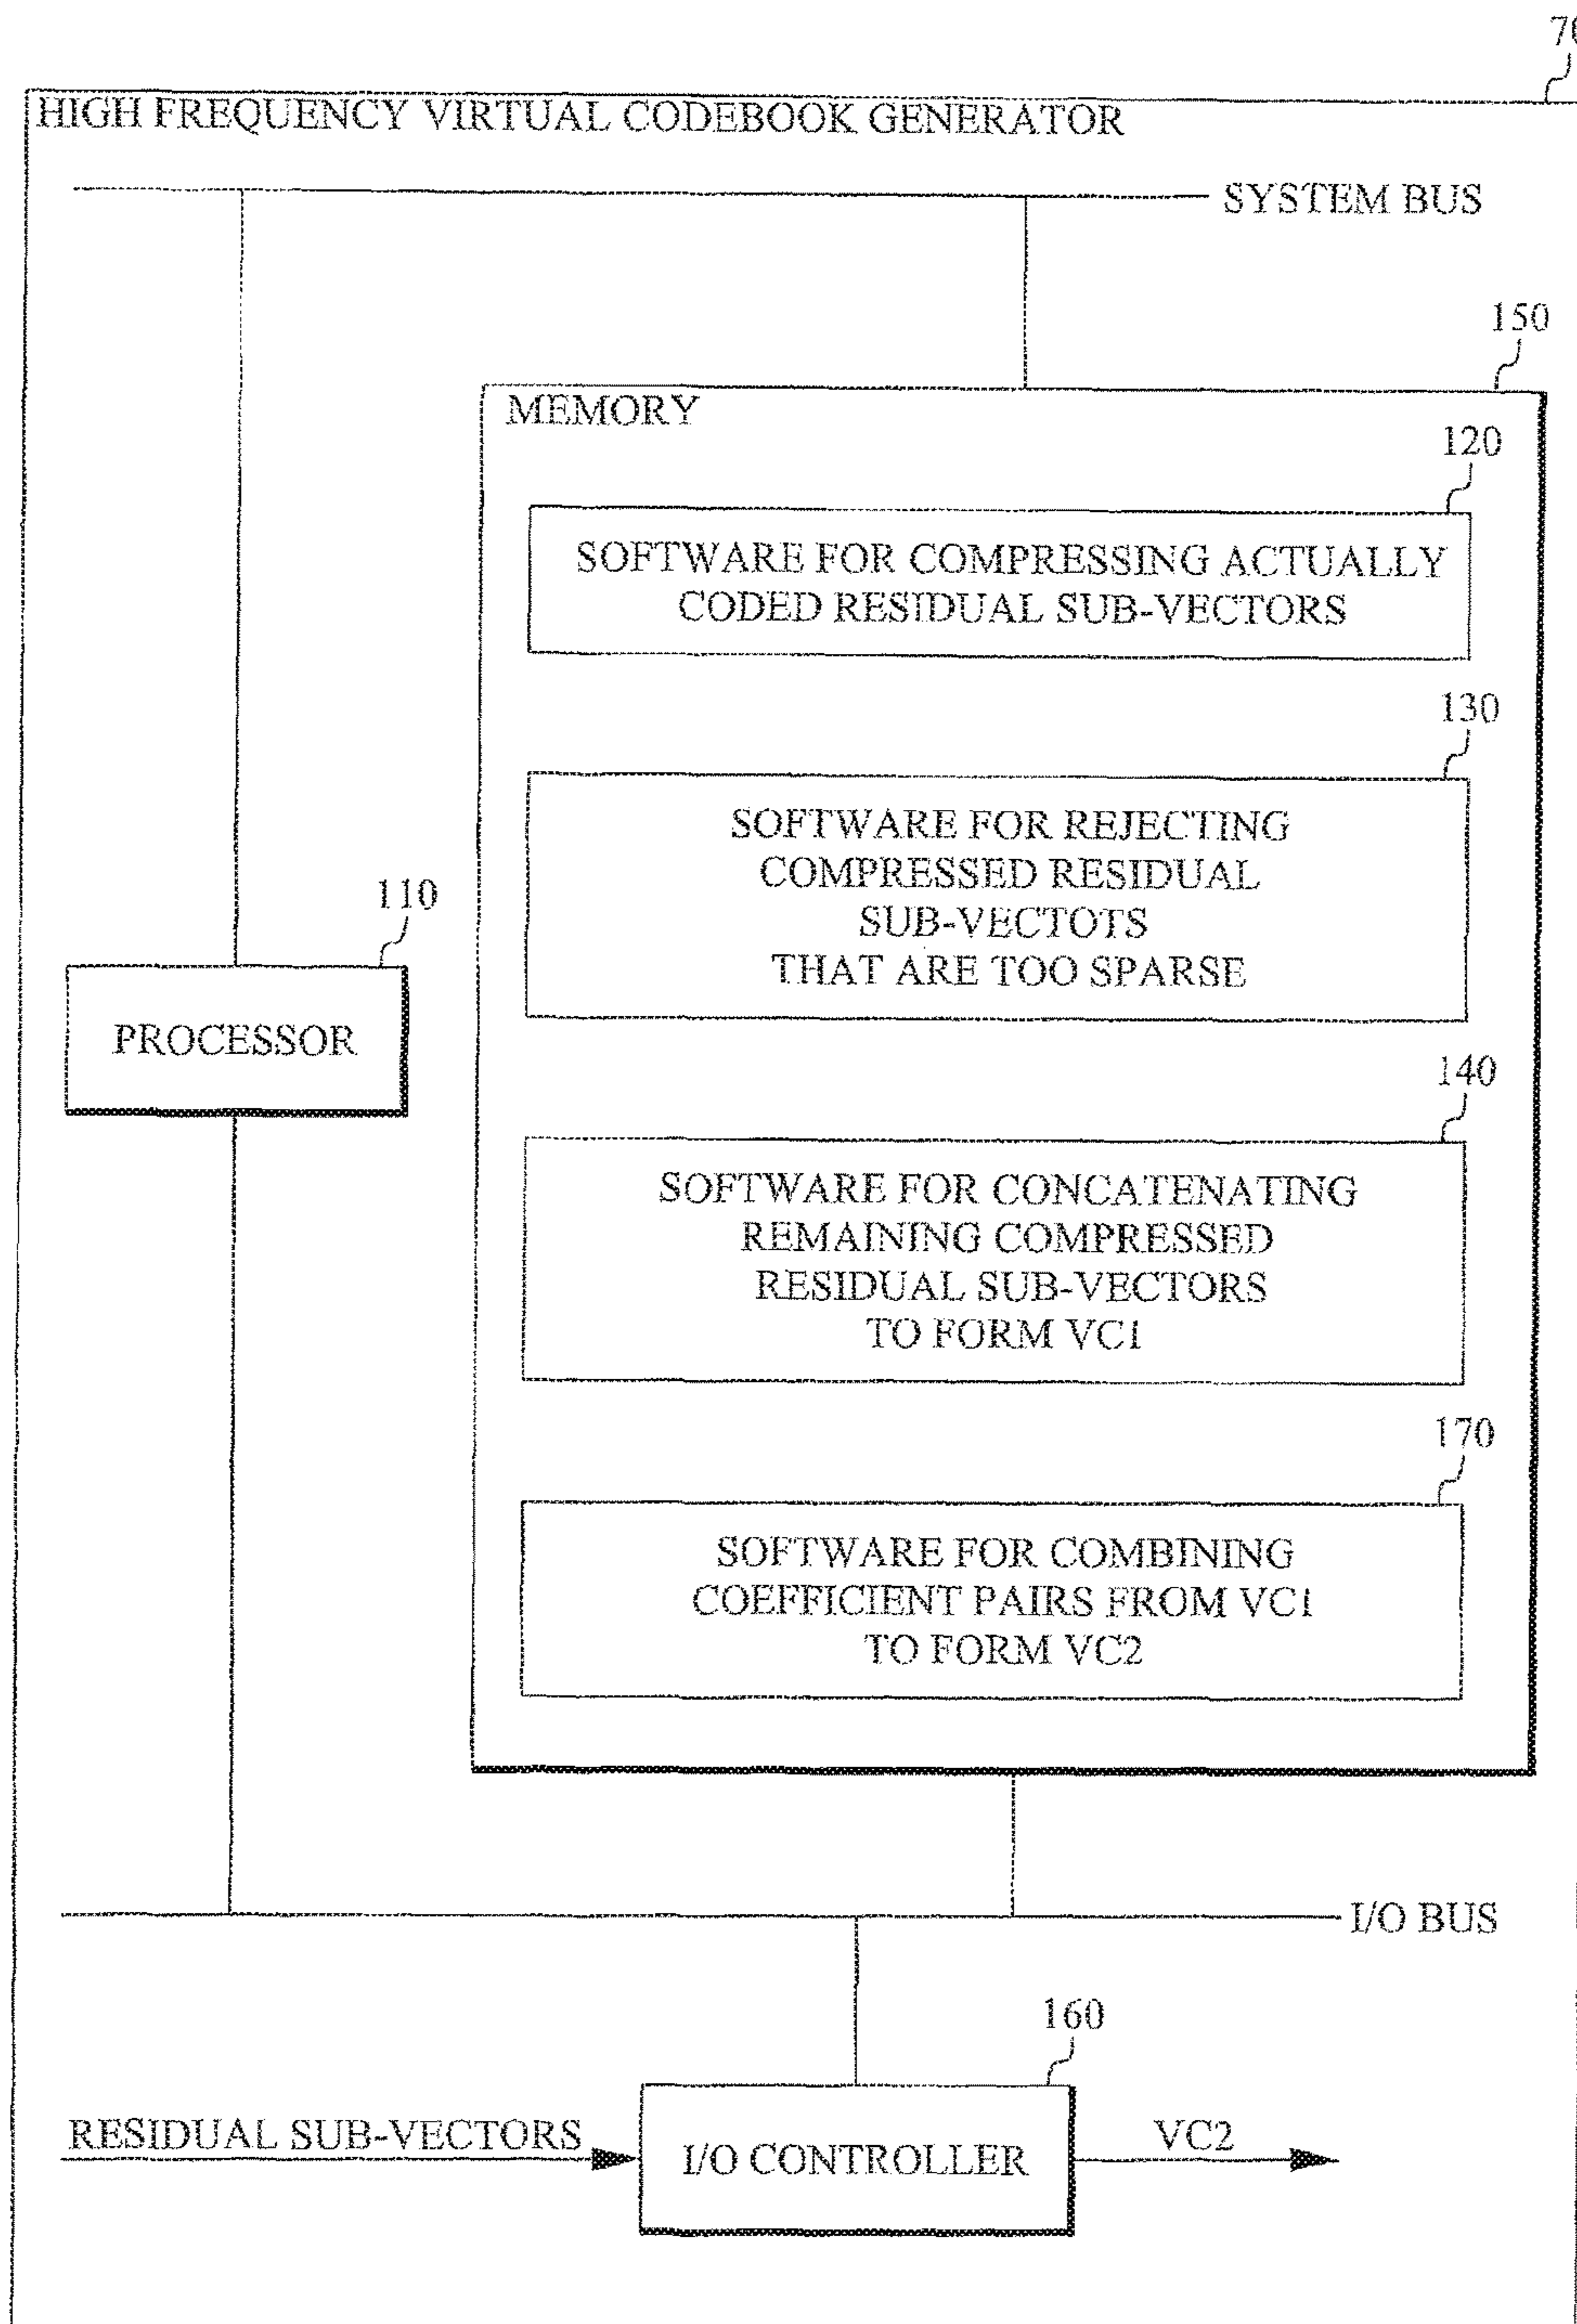 HIGH FREQUENCY VIRTUAL CODEBOOK GENERATOR
SYSTEM BUS
150
MEMORY
120
SOFTWARE FOR COMPRESSING ACTUALLY
CODED RESIDUAL SUB-VECTORS
130
SOFTWARE FOR REJECTING
COMPRESSED RESIDUAL
SUB-VECTOTS
THAT ARE TOO SPARSE
110
PROCESSOR
140
SOFTWARE FOR CONCATENATING
REMAINING COMPRESSED
RESIDUAL SUB-VECTORS
TO FORM VC1
170
SOFTWARE FOR COMBINING
COEFFICIENT PAIRS FROM VC1
TO FORM VC2
I/O BUS
160
RESIDUAL SUB-VECTORS
I/O CONTROLLER
VC2